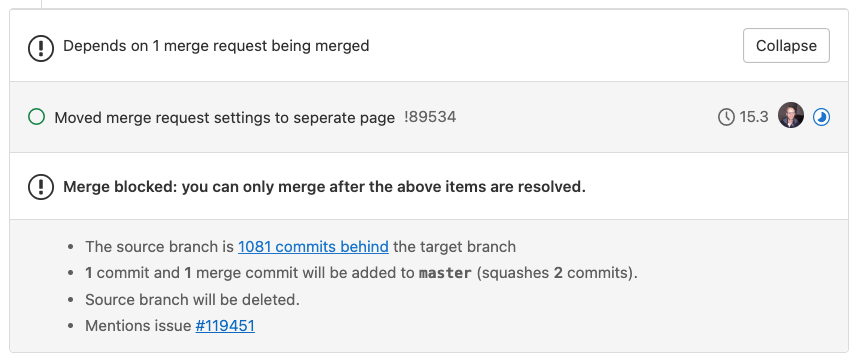 Depends on 1 merge request being merged
Collapse
Moved merge request settings to seperate page !89534
15.3
Merge blocked: you can only merge after the above items are resolved.
• The source branch is 1081 commits behind the target branch
• 1 commit and 1 merge commit will be added to master (squashes 2 commits).
• Source branch will be deleted.
• Mentions issue #119451